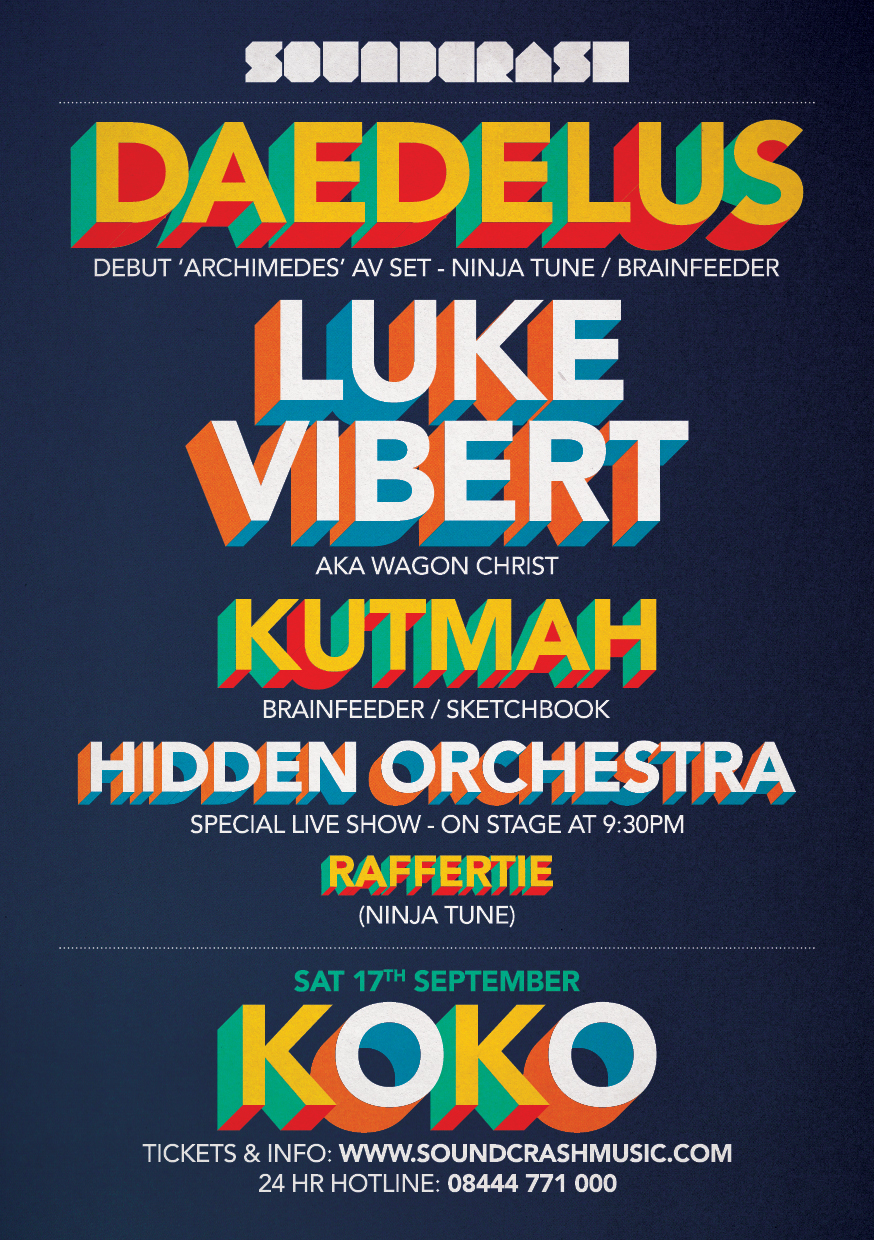 SOUNDCRASH
DAEDELUS
DEBUT ‘ARCHIMEDES’ AV SET - NINJA TUNE / BRAINFEEDER
LUKE
VIBERT
AKA WAGON CHRIST
KUTMAH
BRAINFEEDER / SKETCHBOOK
HIDDEN ORCHESTRA
SPECIAL LIVE SHOW - ON STAGE AT 9:30PM
RAFFERTIE
(NINJA TUNE)
SAT 17TH SEPTEMBER
KOKO
TICKETS & INFO: WWW.SOUNDCRASHMUSIC.COM
24 HR HOTLINE: 08444 771 000